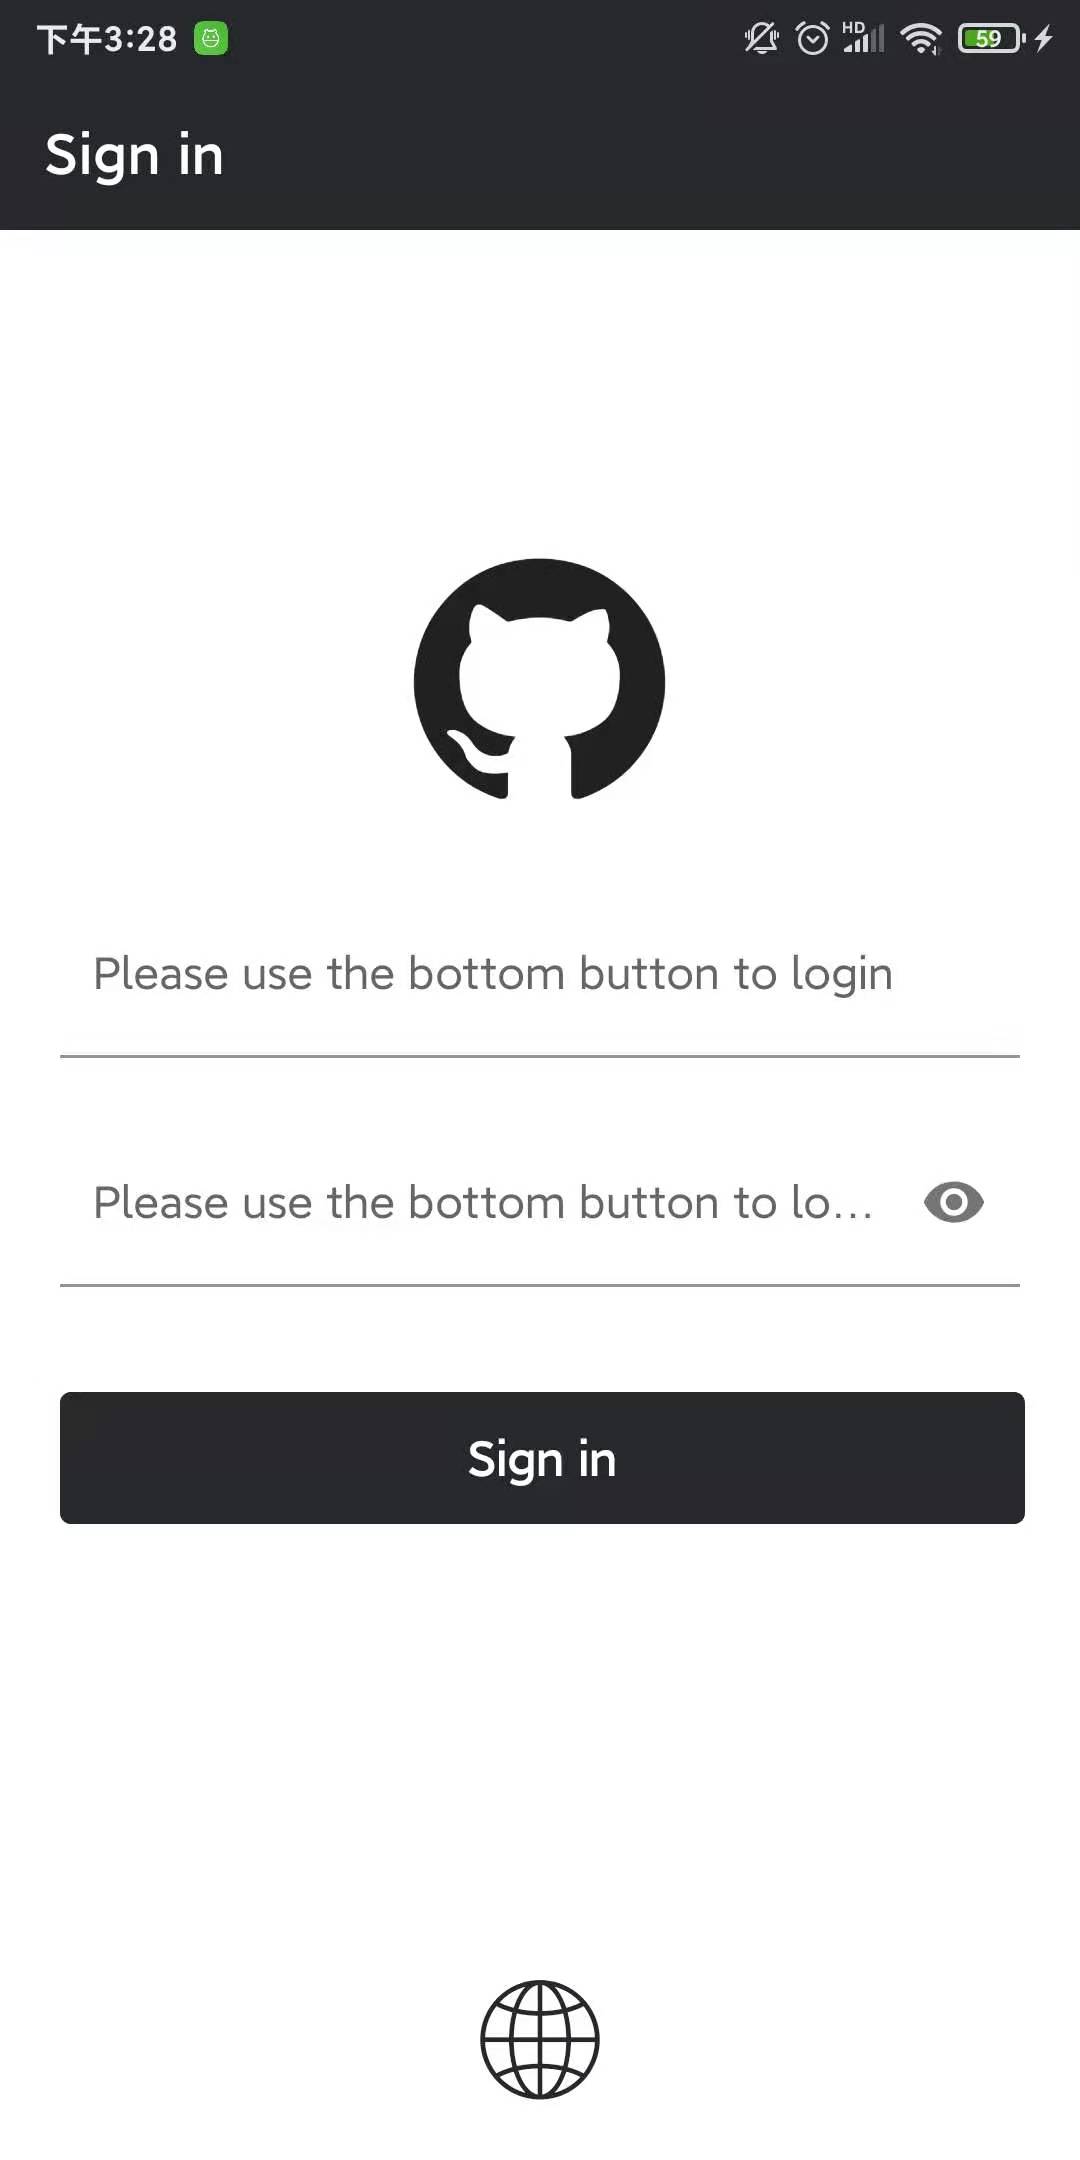 下午3:28
HD
59
Sign in
Please use the bottom button to login
Please use the bottom button to lo...
Sign in